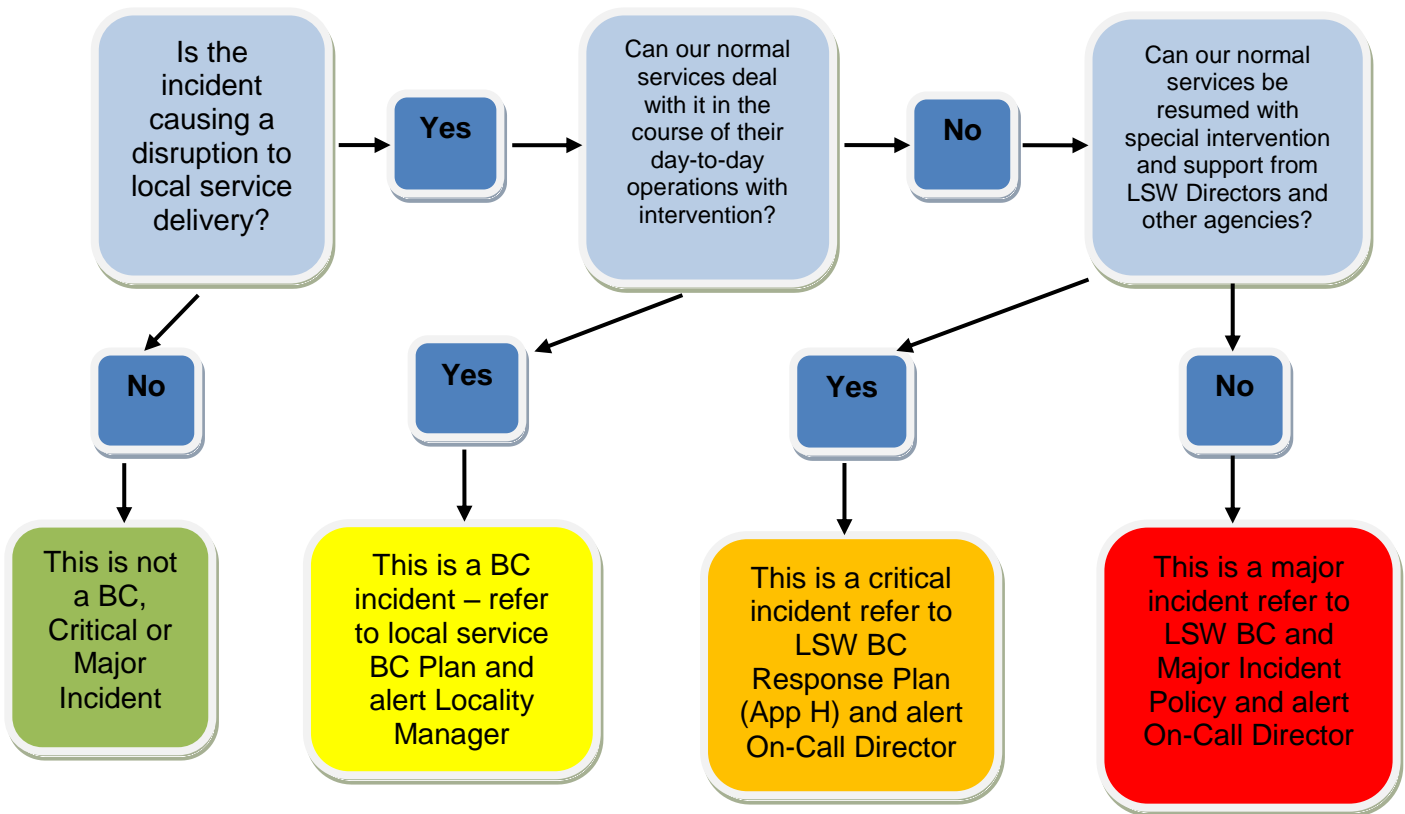 Is the
incident
causing a
disruption to
local service
delivery?
Yes
Can our normal
services deal
with it in the
course of their
day-to-day
operations with
intervention?
No
Can our normal
services be
resumed with
special intervention
and support from
LSW Directors and
other agencies?
No
Yes
Yes
No
This is not
a BC,
Critical or
Major
Incident
This is a BC
incident – refer
to local service
BC Plan and
alert Locality
Manager
This is a critical
incident refer to
LSW BC
Response Plan
(App H) and alert
On-Call Director
This is a major
incident refer to
LSW BC and
Major Incident
Policy and alert
On-Call Director